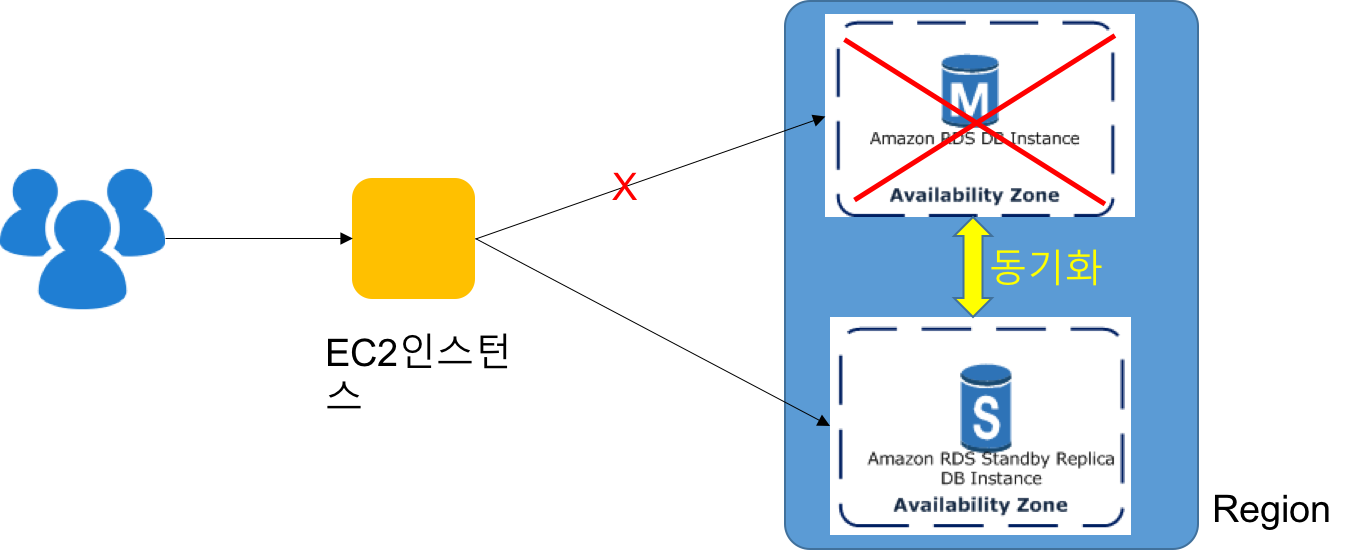 M
Amazon RDS DB Instance
Availability Zone
X
동기화
EC2인스턴
스
S
Amazon RDS Standby Replica
DB Instance
Availability Zone
Region